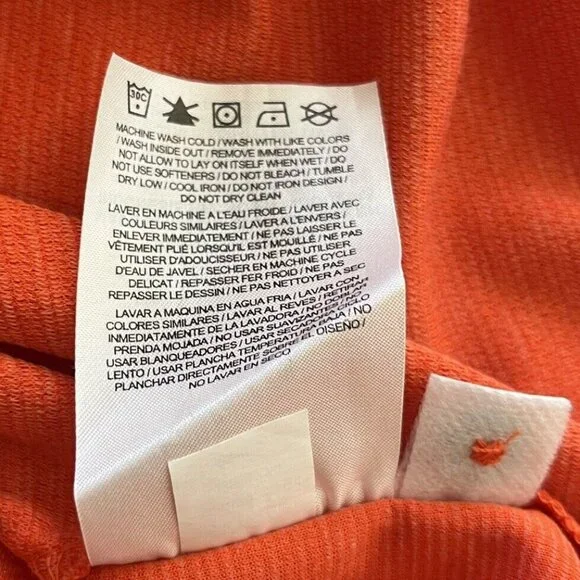 30C
MACHINE WASH COLD / WASH WITH LIKE COLORS
/ WASH INSIDE OUT / REMOVE IMMEDIATELY / DO
NOT ALLOW TO LAY ON ITSELF WHEN WET / DO
NOT USE SOFTENERS / DO NOT BLEACH / TUMBLE
DRY LOW / COOL IRON / DO NOT IRON DESIGN /
DO NOT DRY CLEAN
LAVER EN MACHINE A L'EAU FROIDE / LAVER AVEC
COULEURS SIMILAIRES / LAVER A L'ENVERS /
ENLEVER IMMEDIATEMENT / NE PAS LAISSER LE
VÊTEMENT PLIÉ LORSQU'IL EST MOUILLÉ / NE PAS
UTILISER D'ADOUCISSEUR / NE PAS UTILISER
D'EAU DE JAVEL / SECHER EN MACHINE CYCLE
DELICAT / REPASSER FER FROID / NE PAS
REPASSER LE DESSIN / NE PAS NETTOYER A SEC
LAVAR A MAQUINA EN AGUA FRIA / LAVAR CON
COLORES SIMILARES / LAVAR AL REVES / RETIRAR
INMEDIATAMENTE DE LA LAVADORA / NO DOBLAR
PRENDA MOJADA / NO USAR SUAVIZANTES / NO
USAR BLANQUEADORES / USAR SECADORA BAJA / CICLO
LENTO / USAR PLANCHA TEMPERATURA BAJA / NO
PLANCHAR DIRECTAMENTE SOBRE EL DISEÑO /
NO LAVAR EN SECO